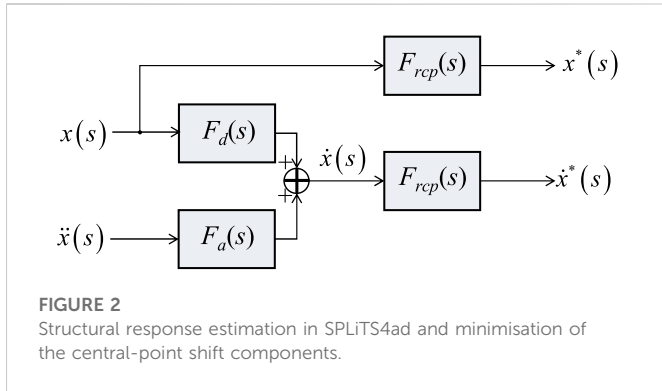 F_rcp(s)
x*(s)
x(s)
F_d(s)
+
ẋ(s)
F_rcp(s)
ẋ*(s)
+
ẍ(s)
F_a(s)
FIGURE 2
Structural response estimation in SPLiTS4ad and minimisation of
the central-point shift components.